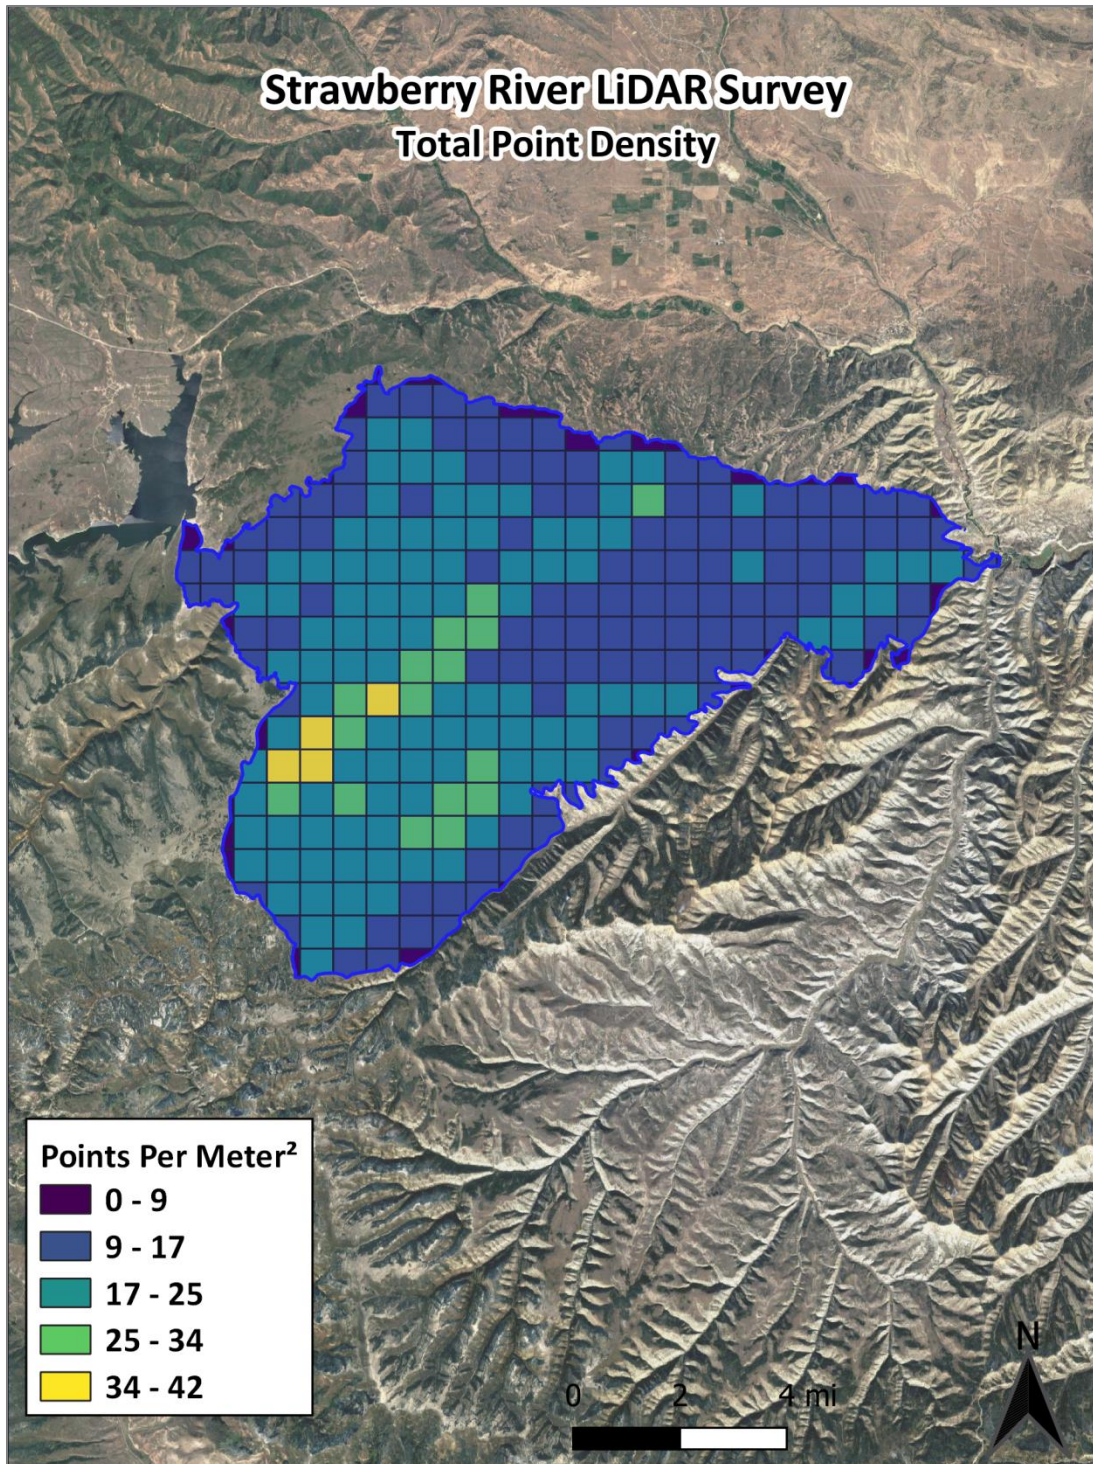 Strawberry River LiDAR Survey
Total Point Density
Points Per Meter²
0 - 9
9 - 17
17 - 25
25 - 34
34 - 42
0 2 4 mi
N